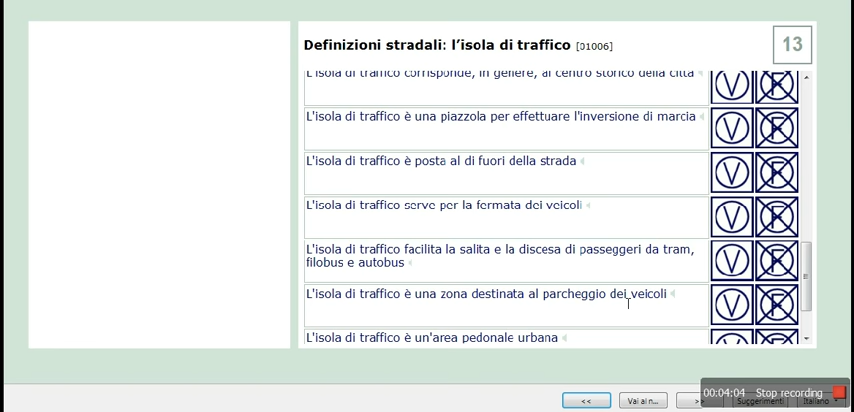 Definizioni stradali: l'isola di traffico [01006]
13
L'isola di traffico corrisponde, in genere, al centro storico della città
V F
L'isola di traffico è una piazzola per effettuare l'inversione di marcia
V F
L'isola di traffico è posta al di fuori della strada
V F
L'isola di traffico serve per la fermata dei veicoli
V F
L'isola di traffico facilita la salita e la discesa di passeggeri da tram,
filobus e autobus
V F
L'isola di traffico è una zona destinata al parcheggio dei veicoli
V F
L'isola di traffico è un'area pedonale urbana
V F
<< Vai al n... >> Suggerimenti Italiano
00:04:04 Stop recording